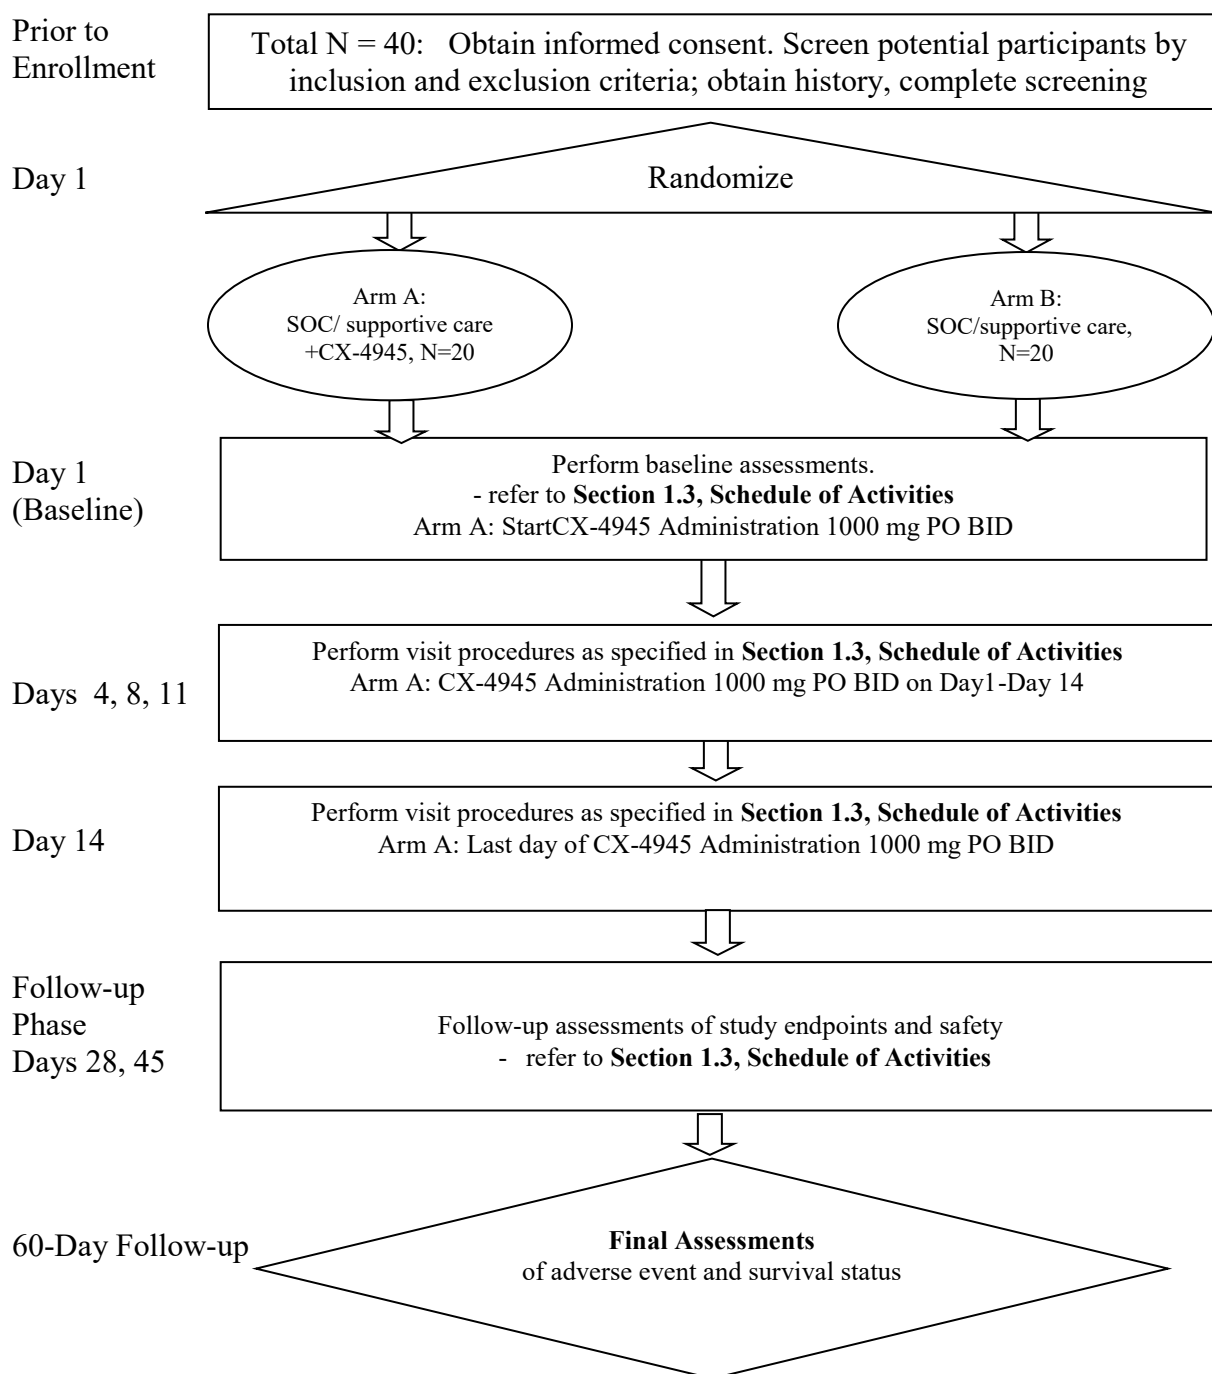 Prior to
Enrollment
Total N = 40: Obtain informed consent. Screen potential participants by
inclusion and exclusion criteria; obtain history, complete screening
Day 1
Randomize
Arm A:
SOC/ supportive care
+CX-4945, N=20
Arm B:
SOC/supportive care,
N=20
Day 1
(Baseline)
Perform baseline assessments.
- refer to Section 1.3, Schedule of Activities
Arm A: StartCX-4945 Administration 1000 mg PO BID
Days 4, 8, 11
Perform visit procedures as specified in Section 1.3, Schedule of Activities
Arm A: CX-4945 Administration 1000 mg PO BID on Day1-Day 14
Day 14
Perform visit procedures as specified in Section 1.3, Schedule of Activities
Arm A: Last day of CX-4945 Administration 1000 mg PO BID
Follow-up
Phase
Days 28, 45
Follow-up assessments of study endpoints and safety
- refer to Section 1.3, Schedule of Activities
60-Day Follow-up
Final Assessments
of adverse event and survival status